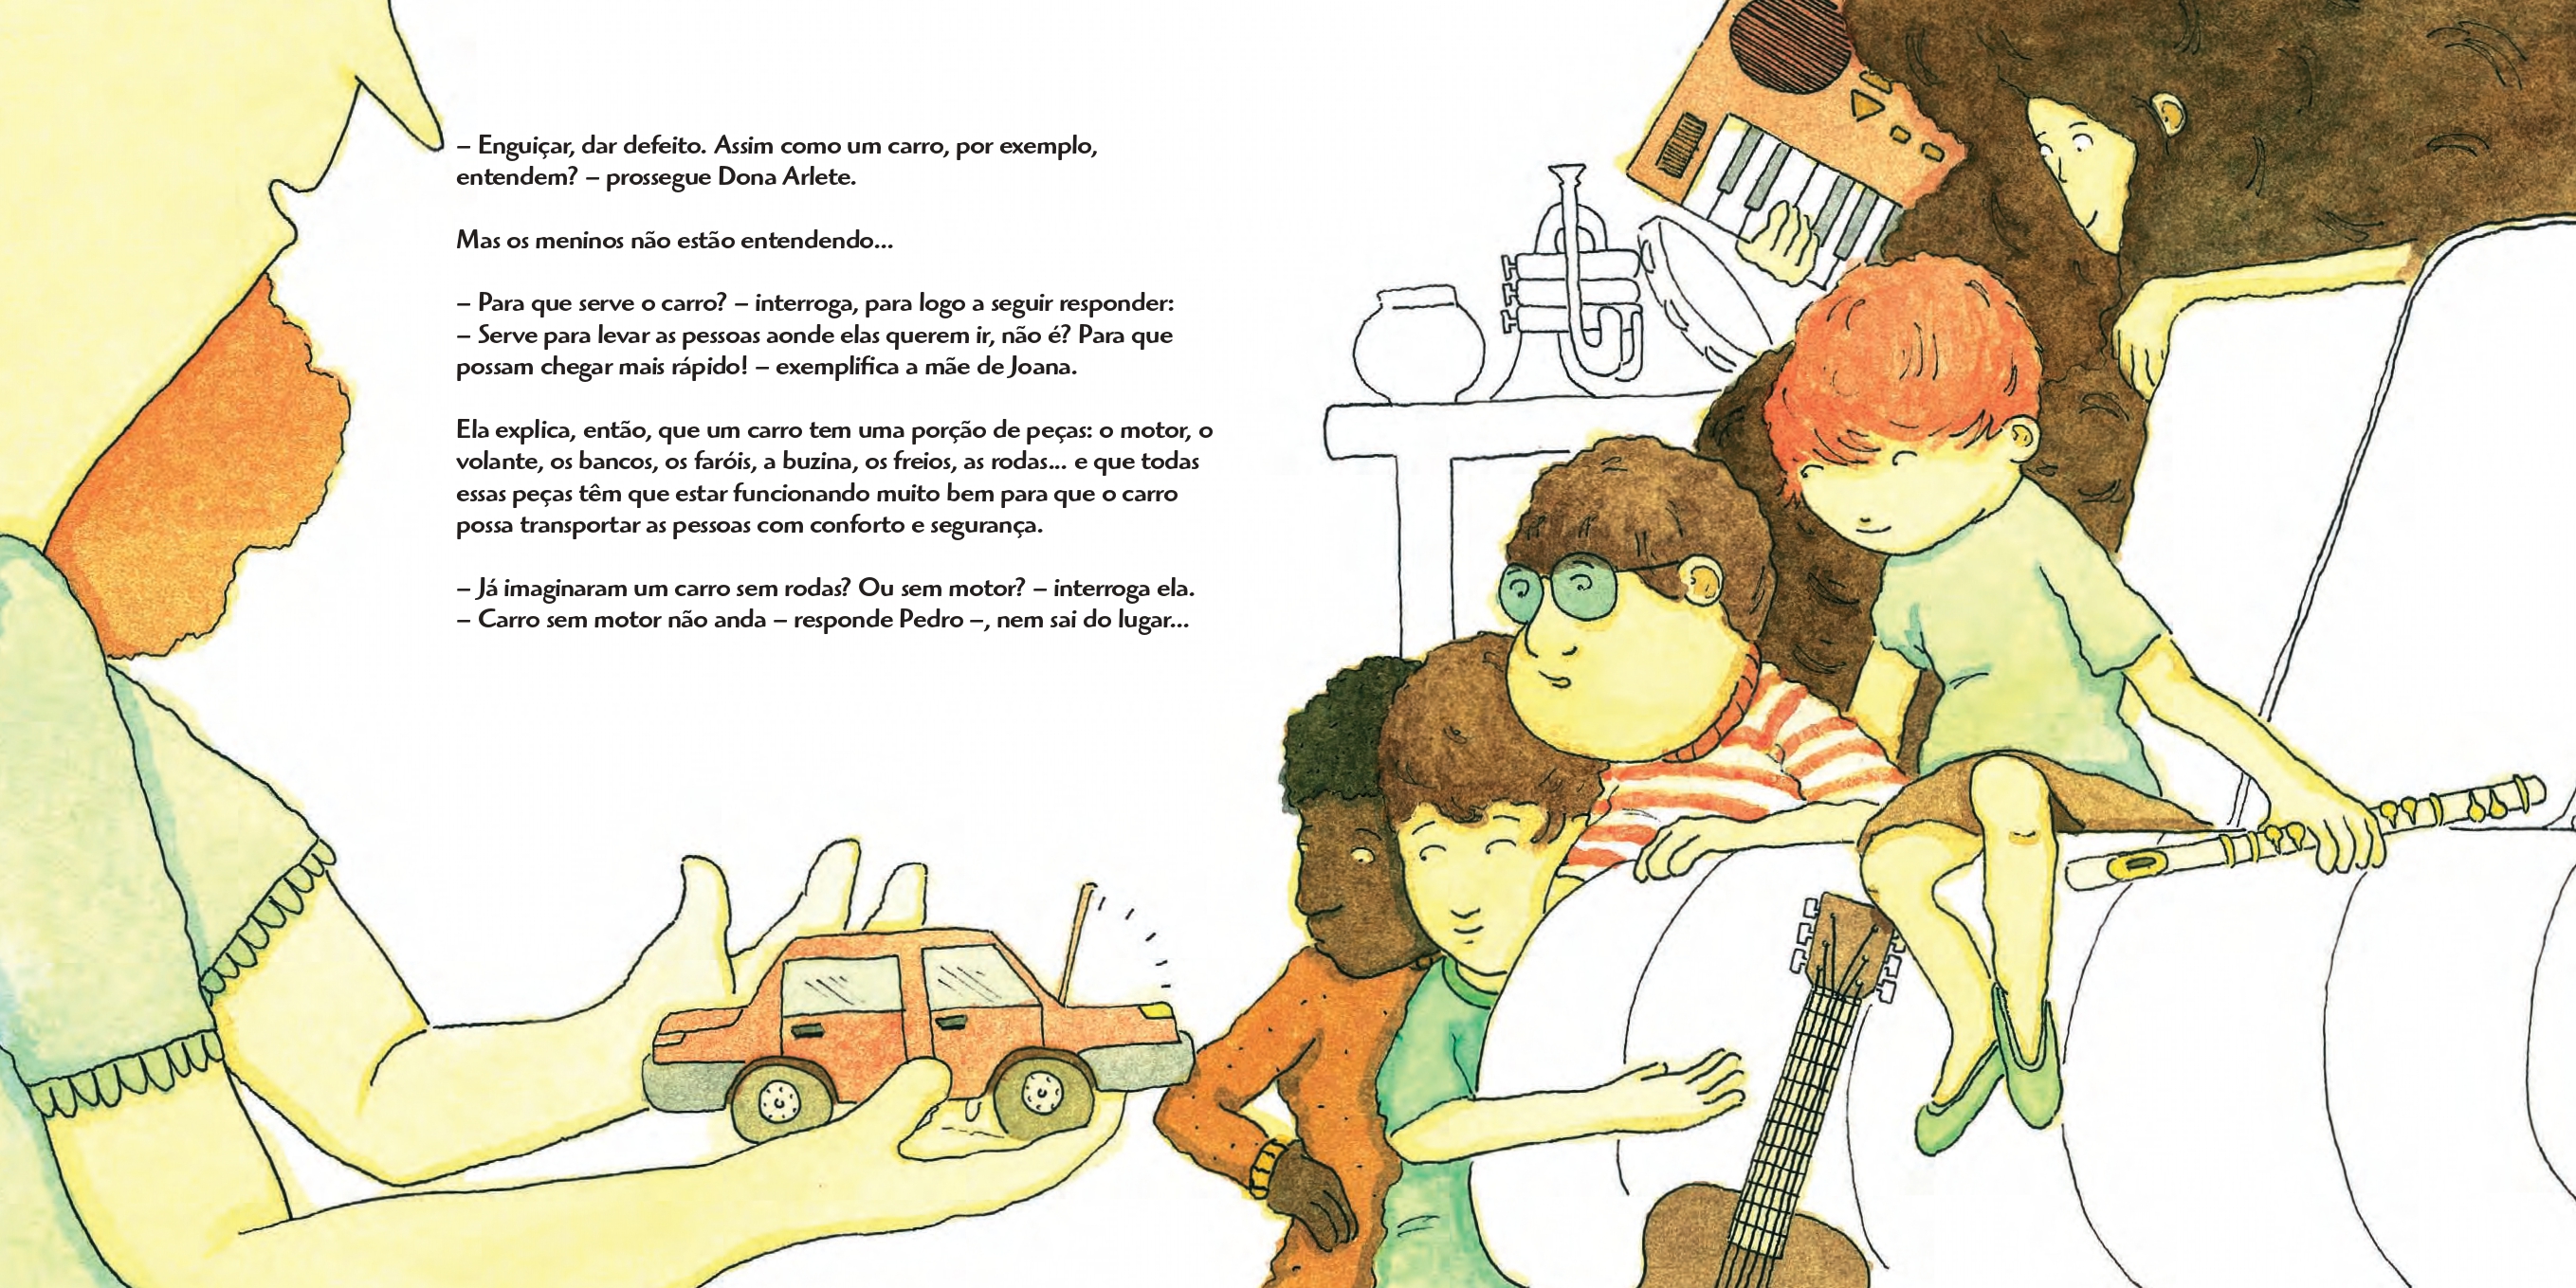 – Enguiçar, dar defeito. Assim como um carro, por exemplo,
entendem? – prossegue Dona Arlete.
Mas os meninos não estão entendendo...
– Para que serve o carro? – interroga, para logo a seguir responder:
– Serve para levar as pessoas aonde elas querem ir, não é? Para que
possam chegar mais rápido! – exemplifica a mãe de Joana.
Ela explica, então, que um carro tem uma porção de peças: o motor, o
volante, os bancos, os faróis, a buzina, os freios, as rodas... e que todas
essas peças têm que estar funcionando muito bem para que o carro
possa transportar as pessoas com conforto e segurança.
– Já imaginaram um carro sem rodas? Ou sem motor? – interroga ela.
– Carro sem motor não anda – responde Pedro –, nem sai do lugar...